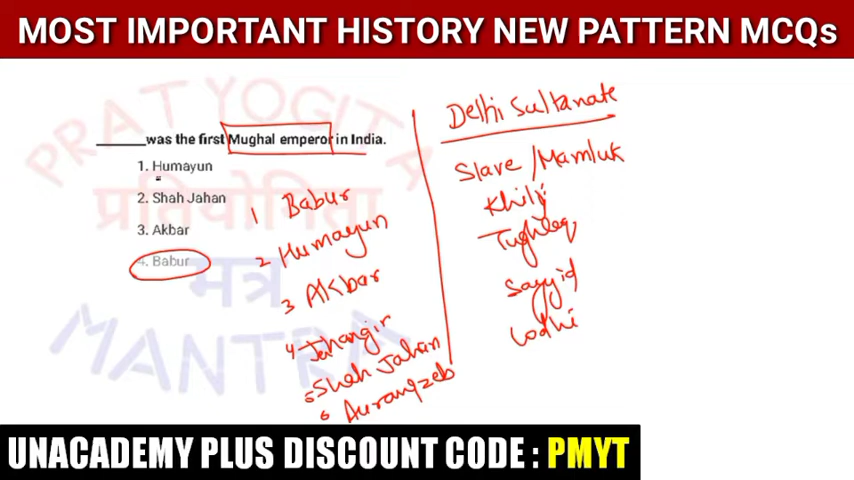 MOST IMPORTANT HISTORY NEW PATTERN MCQs
PRATIYOGITA
प्रतियोगिता
मंत्र
MANTRA
______was the first Mughal emperor in India.
1. Humayun
2. Shah Jahan
3. Akbar
4. Babur
1 Babur
2 Humayun
3 Akbar
4 Jehangir
5 Shah Jahan
6 Aurangzeb
Delhi Sultanate
Slave / Mamluk
Khilji
Tughlaq
Sayyid
Lodhi
UNACADEMY PLUS DISCOUNT CODE : PMYT